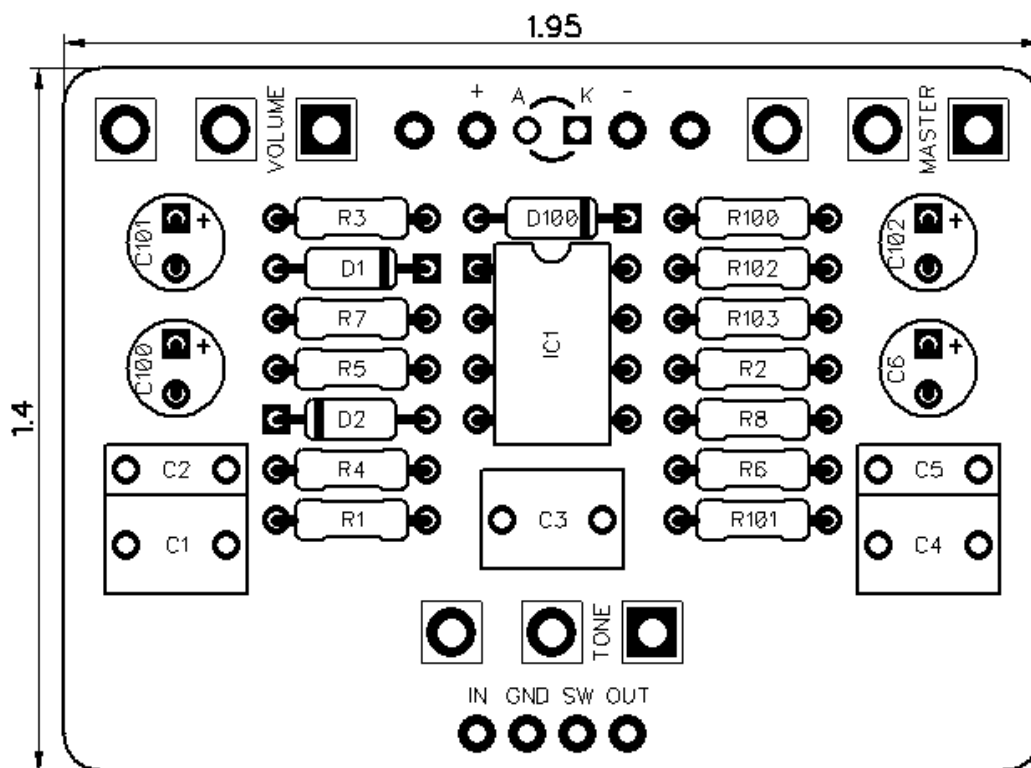 1.95
1.4
VOLUME
+ A K -
MASTER
C101 +
R3
D100
R100
C102 +
D1
R102
R7
IC1
R103
C100 +
R5
R2
C6 +
D2
R8
C2
R4
R6
C5
C1
R1
C3
R101
C4
TONE
IN GND SW OUT